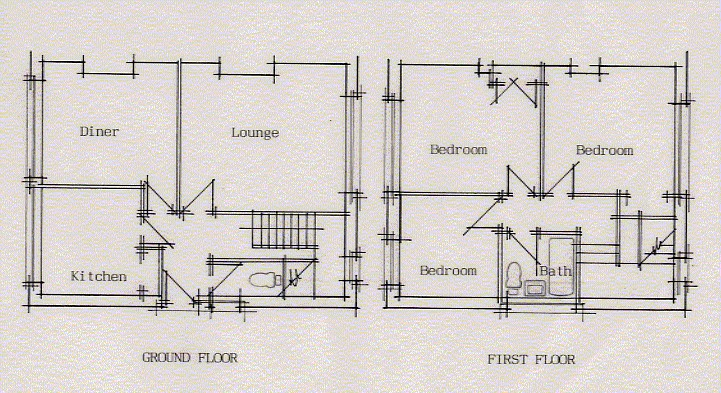 Diner
Lounge
Kitchen
GROUND FLOOR
Bedroom
Bedroom
Bedroom
Bath
FIRST FLOOR